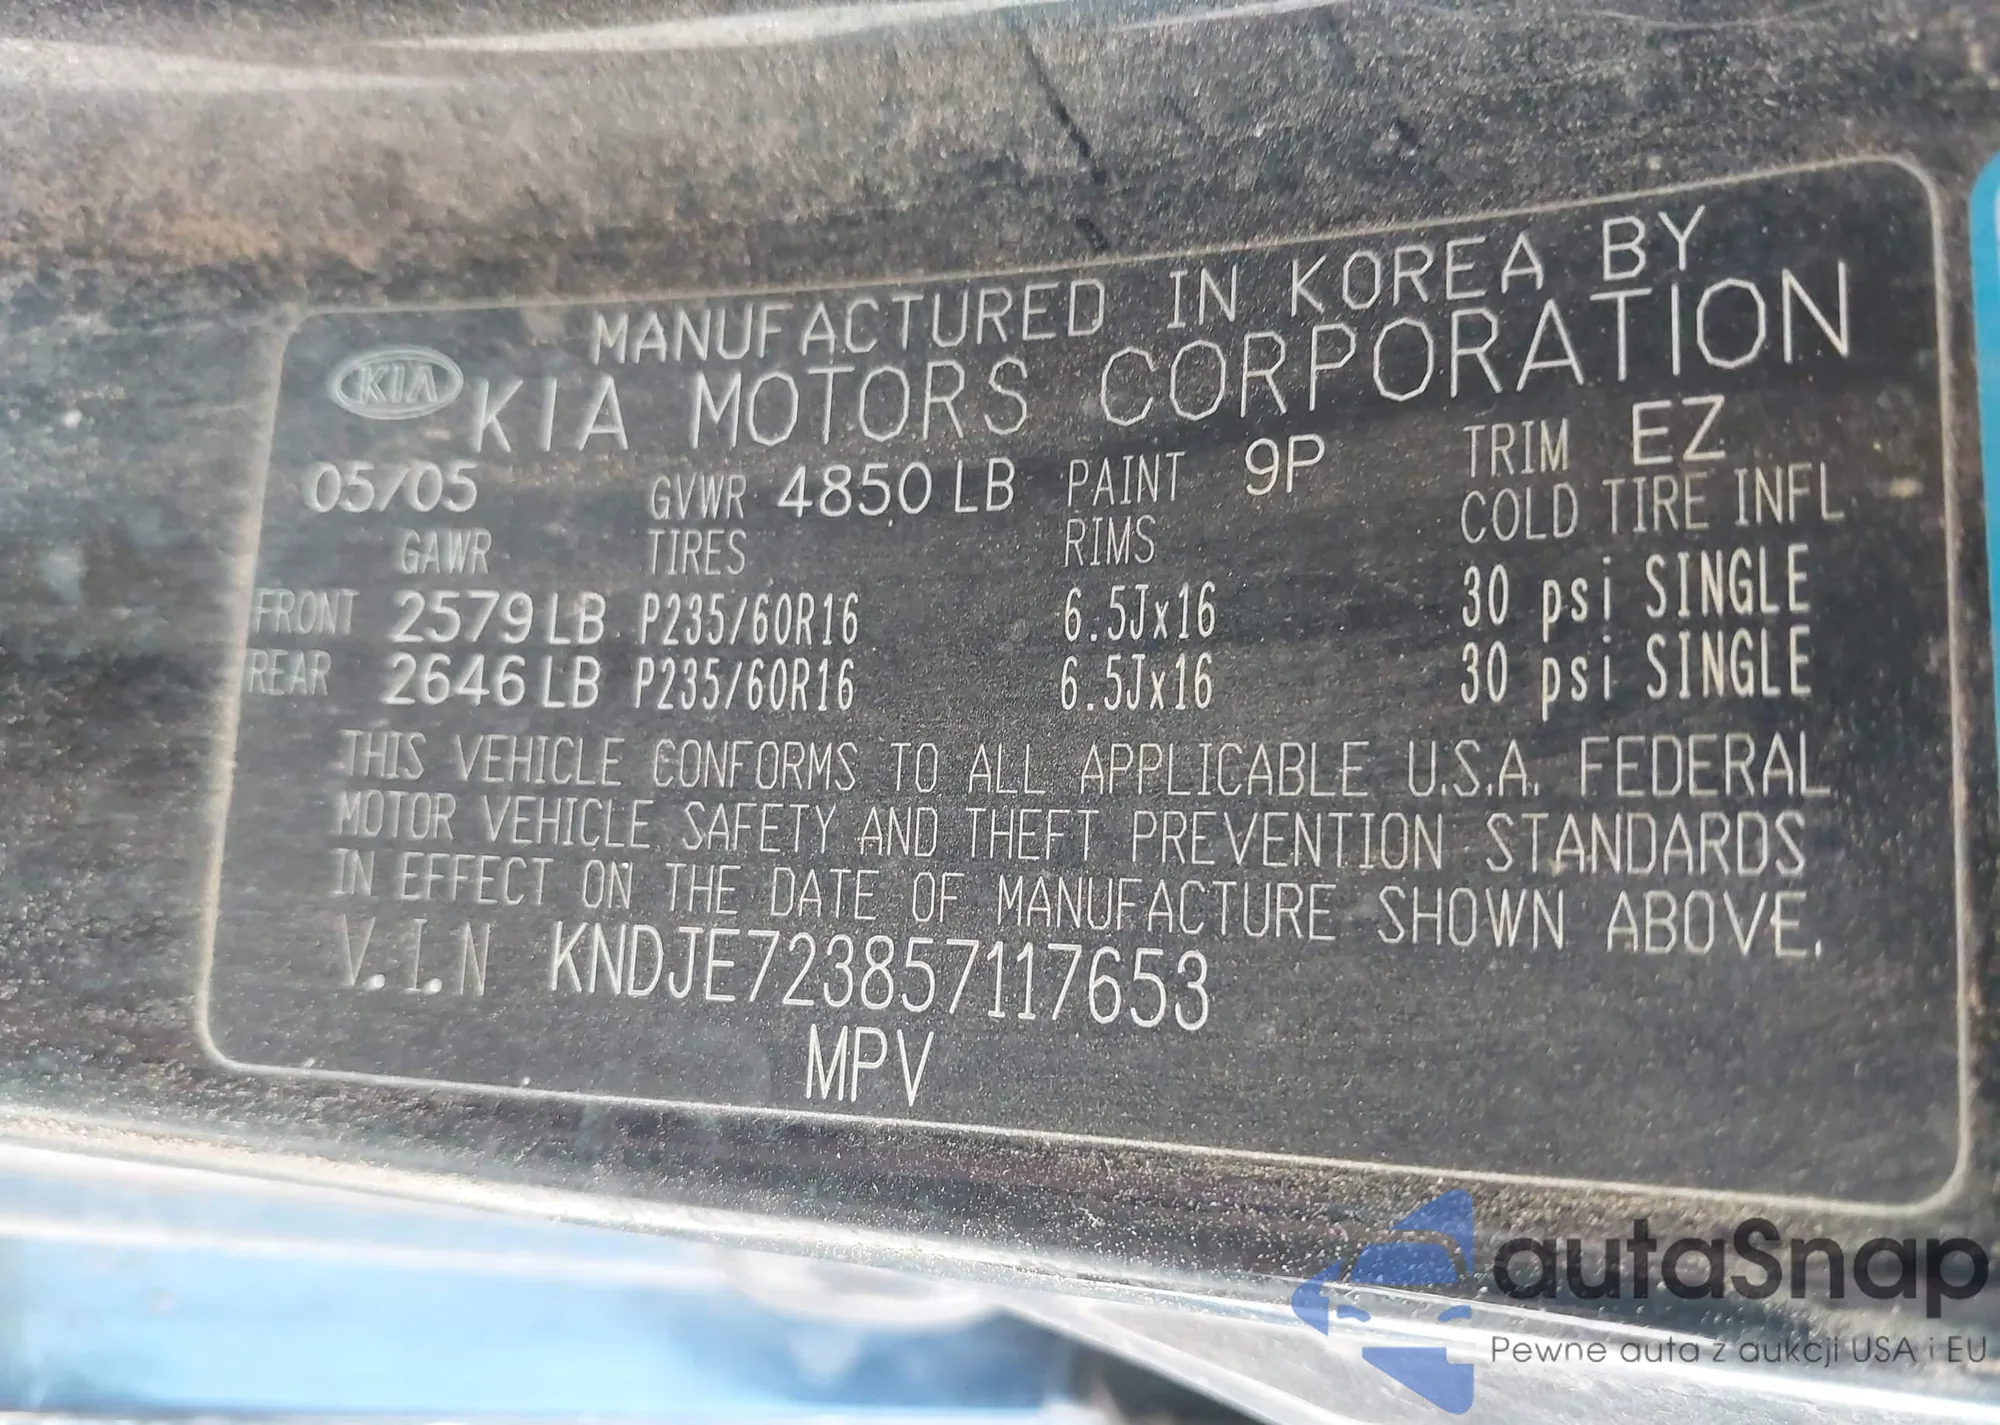 MANUFACTURED IN KOREA BY
KIA KIA MOTORS CORPORATION
05/05 GVWR 4850 LB PAINT 9P TRIM EZ
GAWR TIRES RIMS COLD TIRE INFL
FRONT 2579 LB P235/60R16 6.5Jx16 30 psi SINGLE
REAR 2646 LB P235/60R16 6.5Jx16 30 psi SINGLE
THIS VEHICLE CONFORMS TO ALL APPLICABLE U.S.A. FEDERAL
MOTOR VEHICLE SAFETY AND THEFT PREVENTION STANDARDS
IN EFFECT ON THE DATE OF MANUFACTURE SHOWN ABOVE.
V.I.N KNDJE723857117653
MPV
autaSnap
Pewne auta z aukcji USA i EU